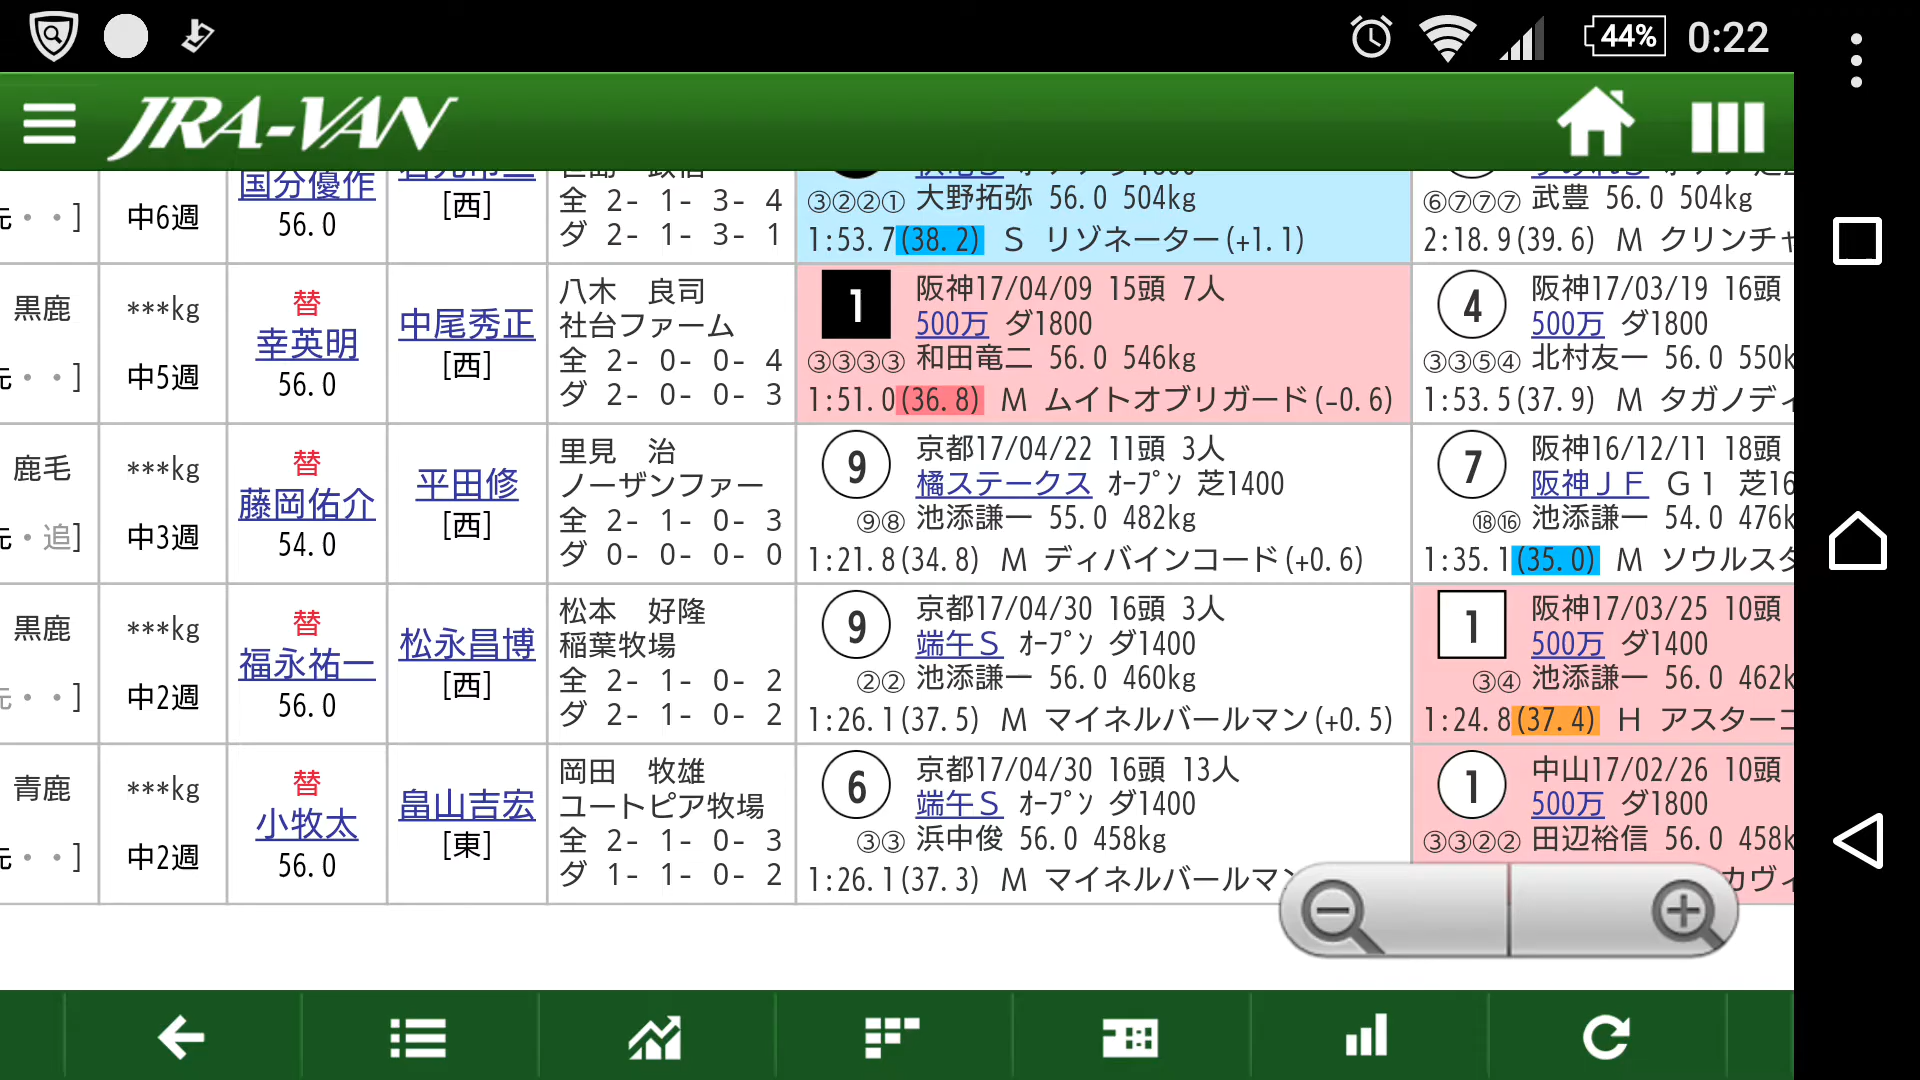 44% 0:22
JRA-VAN
先・・]
中6週
国分優作
56.0
[西]
全 2- 1- 3- 4
ダ 2- 1- 3- 1
③②②① 大野拓弥 56.0 504kg
1:53.7(38.2) S リゾネーター(+1.1)
⑥⑦⑦⑦ 武豊 56.0 504kg
2:18.9(39.6) M クリンチャ
黒鹿
先・・]
***kg
中5週
替
幸英明
56.0
中尾秀正
[西]
八木 良司
社台ファーム
全 2- 0- 0- 4
ダ 2- 0- 0- 3
1 阪神17/04/09 15頭 7人
500万 ダ1800
③③③③ 和田竜二 56.0 546kg
1:51.0(36.8) M ムイトオブリガード(-0.6)
4 阪神17/03/19 16頭
500万 ダ1800
③③⑤④ 北村友一 56.0 550k
1:53.5(37.9) M タガノディ
鹿毛
先・追]
***kg
中3週
替
藤岡佑介
54.0
平田修
[西]
里見 治
ノーザンファー
全 2- 1- 0- 3
ダ 0- 0- 0- 0
9 京都17/04/22 11頭 3人
橘ステークス オープン 芝1400
⑨⑧ 池添謙一 55.0 482kg
1:21.8(34.8) M ディバインコード(+0.6)
7 阪神16/12/11 18頭
阪神JF G1 芝16
⑱⑯ 池添謙一 54.0 476k
1:35.1(35.0) M ソウルスタ
黒鹿
先・・]
***kg
中2週
替
福永祐一
56.0
松永昌博
[西]
松本 好隆
稲葉牧場
全 2- 1- 0- 2
ダ 2- 1- 0- 2
9 京都17/04/30 16頭 3人
端午S オープン ダ1400
②② 池添謙一 56.0 460kg
1:26.1(37.5) M マイネルバールマン(+0.5)
1 阪神17/03/25 10頭
500万 ダ1400
③④ 池添謙一 56.0 462k
1:24.8(37.4) H アスターゴ
青鹿
先・・]
***kg
中2週
替
小牧太
56.0
畠山吉宏
[東]
岡田 牧雄
ユートピア牧場
全 2- 1- 0- 3
ダ 1- 1- 0- 2
6 京都17/04/30 16頭 13人
端午S オープン ダ1400
③③ 浜中俊 56.0 458kg
1:26.1(37.3) M マイネルバールマン
1 中山17/02/26 10頭
500万 ダ1800
③③②② 田辺裕信 56.0 458k
カヴィ